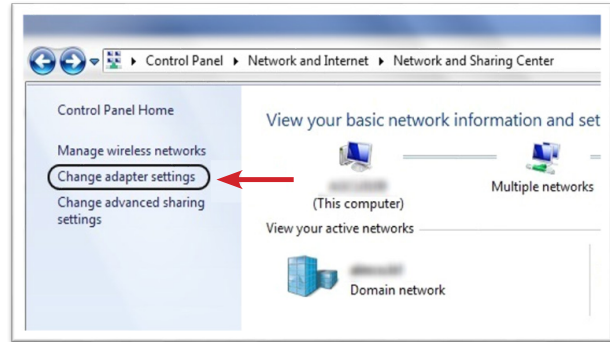 Control Panel ▸ Network and Internet ▸ Network and Sharing Center
Control Panel Home
Manage wireless networks
Change adapter settings
Change advanced sharing
settings
View your basic network information and set
(This computer)
Multiple networks
View your active networks
Domain network